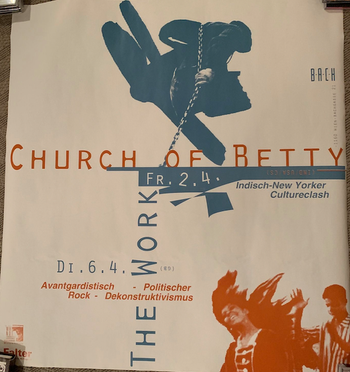 BACH
CHURCH OF BETTY
FR. 2.4.
Indisch-New Yorker
Cultureclash
THE WORK
DI. 6.4.
Avantgardistisch - Politischer
Rock - Dekonstruktivismus
Falter